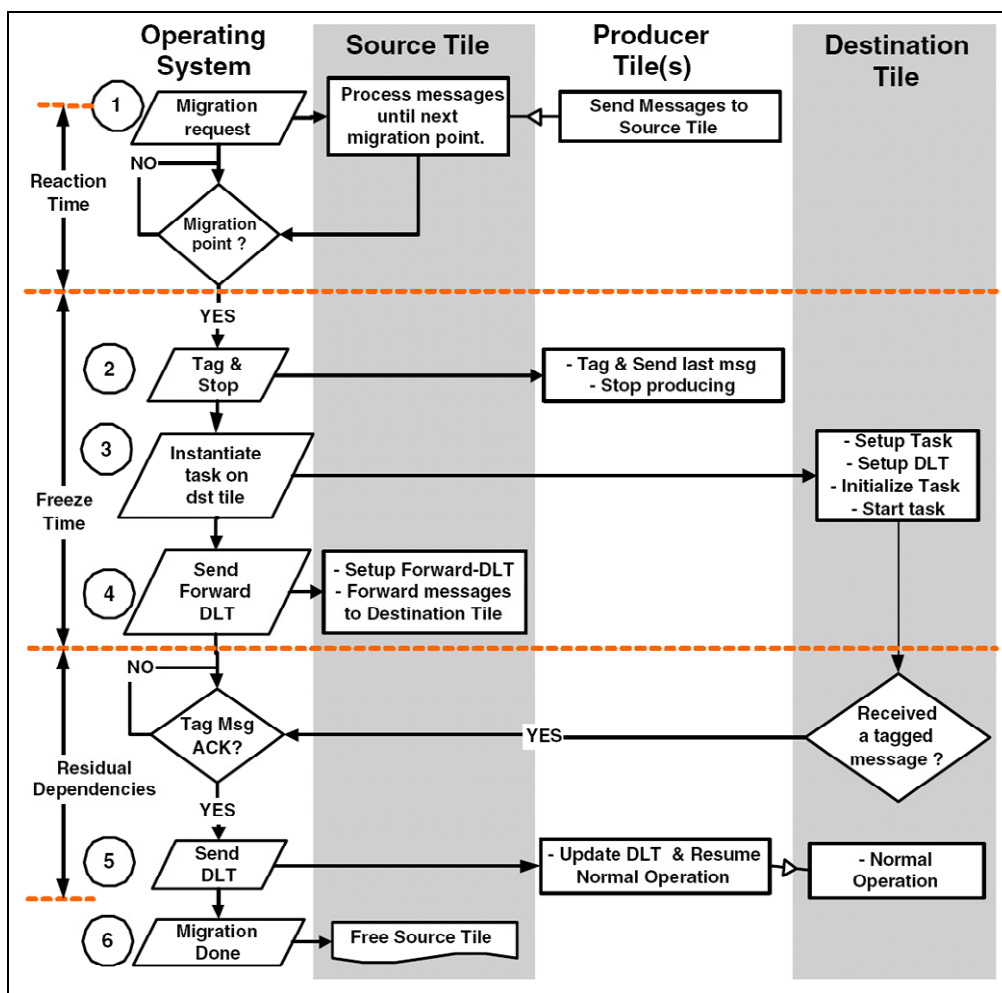 Operating
System
Source Tile
Producer
Tile(s)
Destination
Tile
1
Migration
request
Process messages
until next
migration point.
Send Messages to
Source Tile
NO
Reaction
Time
Migration
point ?
YES
2
Tag &
Stop
- Tag & Send last msg
- Stop producing
3
Instantiate
task on
dst tile
- Setup Task
- Setup DLT
- Initialize Task
- Start task
Freeze
Time
4
Send
Forward
DLT
- Setup Forward-DLT
- Forward messages
to Destination Tile
NO
Tag Msg
ACK?
YES
Received
a tagged
message ?
Residual
Dependencies
YES
5
Send
DLT
- Update DLT & Resume
Normal Operation
- Normal
Operation
6
Migration
Done
Free Source Tile